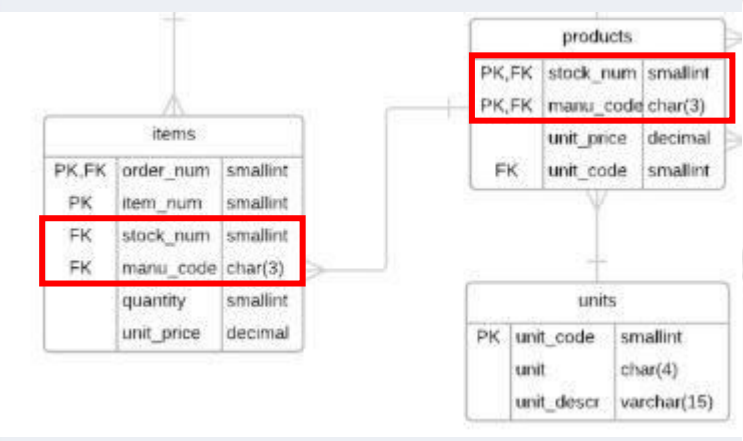 products
PK,FK stock_num smallint
PK,FK manu_code char(3)
unit_price decimal
FK unit_code smallint
items
PK,FK order_num smallint
PK item_num smallint
FK stock_num smallint
FK manu_code char(3)
quantity smallint
unit_price decimal
units
PK unit_code smallint
unit char(4)
unit_descr varchar(15)